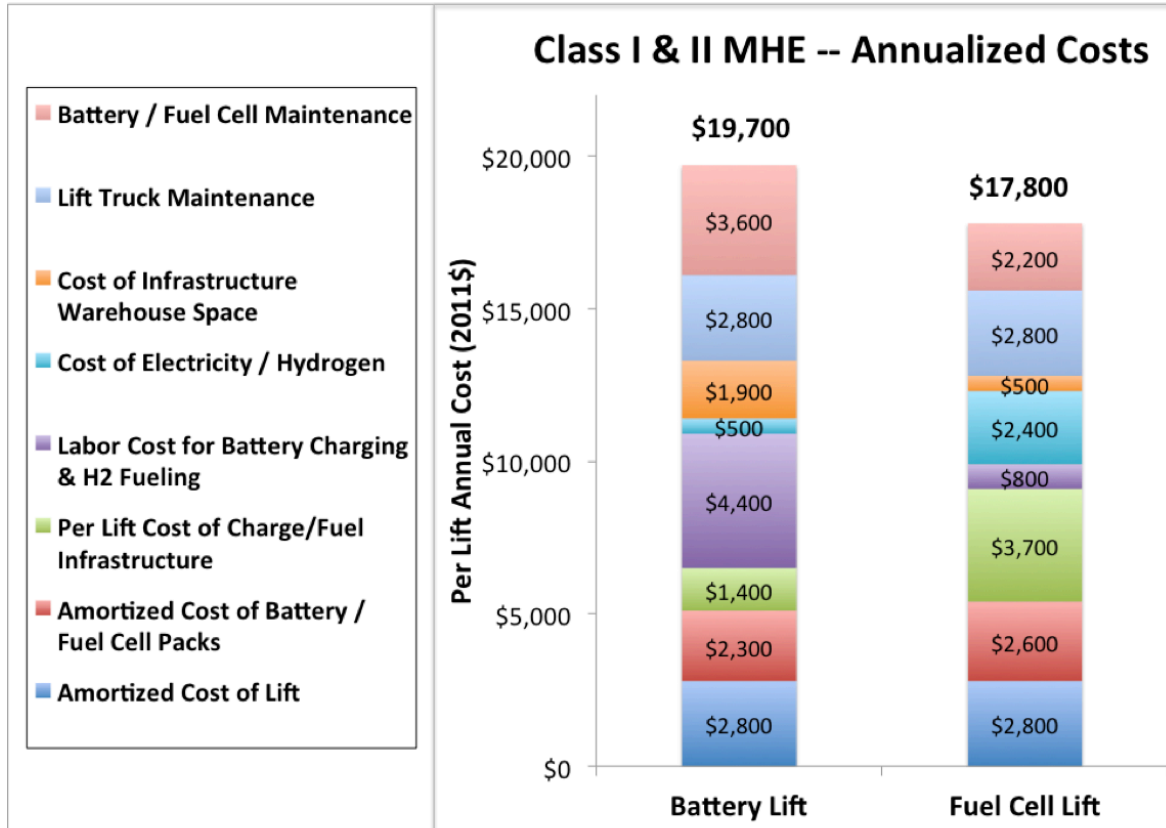 Class I & II MHE -- Annualized Costs
Battery / Fuel Cell Maintenance
Lift Truck Maintenance
Cost of Infrastructure
Warehouse Space
Cost of Electricity / Hydrogen
Labor Cost for Battery Charging
& H2 Fueling
Per Lift Cost of Charge/Fuel
Infrastructure
Amortized Cost of Battery /
Fuel Cell Packs
Amortized Cost of Lift
Per Lift Annual Cost (2011$)
$20,000
$15,000
$10,000
$5,000
$0
$19,700
$3,600
$2,800
$1,900
$500
$4,400
$1,400
$2,300
$2,800
Battery Lift
$17,800
$2,200
$2,800
$500
$2,400
$800
$3,700
$2,600
$2,800
Fuel Cell Lift